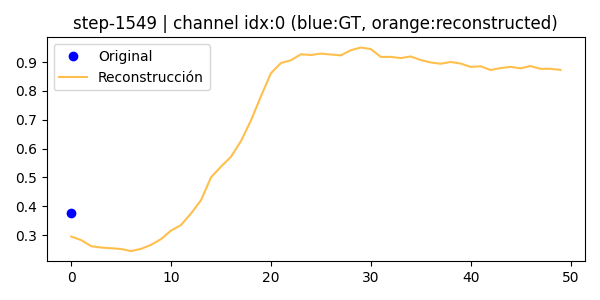 step-1549 | channel idx:0 (blue:GT, orange:reconstructed)
Original
Reconstrucción
0.9
0.8
0.7
0.6
0.5
0.4
0.3
0 10 20 30 40 50